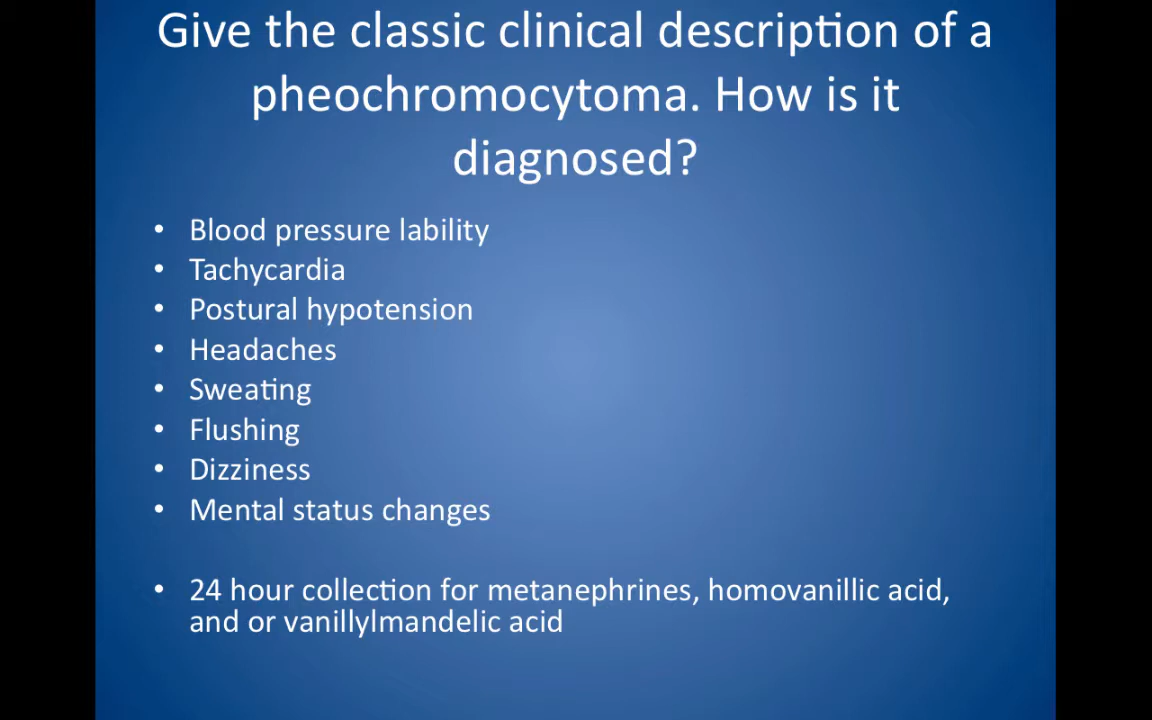 Give the classic clinical description of a
pheochromocytoma. How is it
diagnosed?
• Blood pressure lability
• Tachycardia
• Postural hypotension
• Headaches
• Sweating
• Flushing
• Dizziness
• Mental status changes
• 24 hour collection for metanephrines, homovanillic acid,
and or vanillylmandelic acid